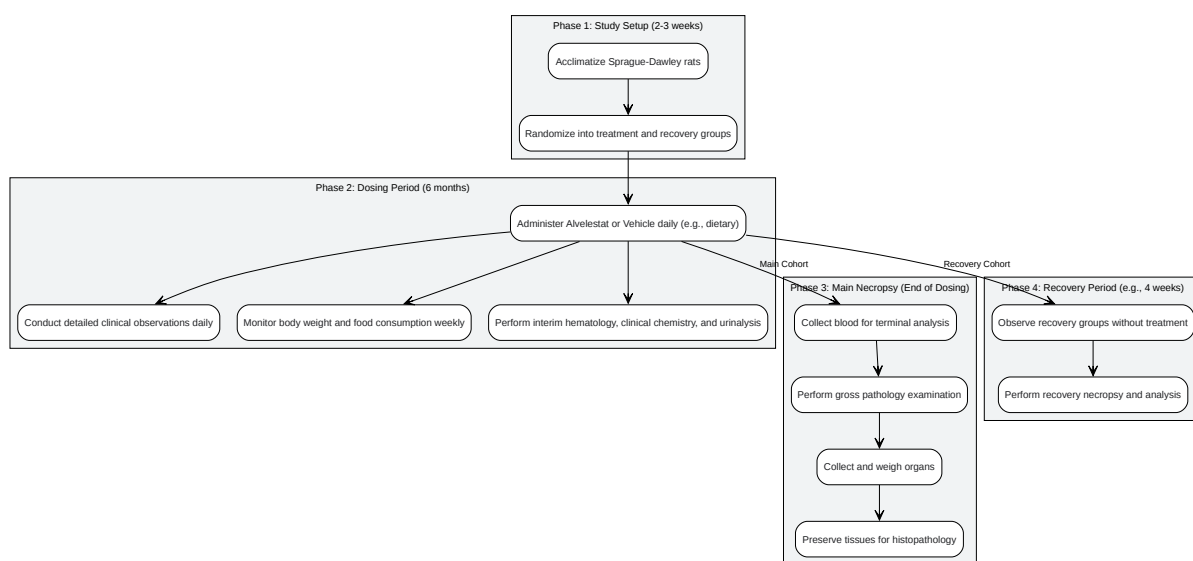 Phase 1: Study Setup (2-3 weeks)
Acclimatize Sprague-Dawley rats
Randomize into treatment and recovery groups
Phase 2: Dosing Period (6 months)
Administer Alvelestat or Vehicle daily (e.g., dietary)
Main Cohort
Recovery Cohort
Conduct detailed clinical observations daily
Monitor body weight and food consumption weekly
Perform interim hematology, clinical chemistry, and urinalysis
Phase 3: Main Necropsy (End of Dosing)
Collect blood for terminal analysis
Perform gross pathology examination
Collect and weigh organs
Preserve tissues for histopathology
Phase 4: Recovery Period (e.g., 4 weeks)
Observe recovery groups without treatment
Perform recovery necropsy and analysis